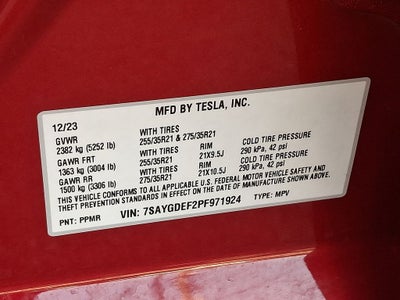 MFD BY TESLA, INC.
12/23
GVWR WITH TIRES
2382 kg (5252 lb) 255/35R21 & 275/35R21
GAWR FRT WITH TIRES RIM COLD TIRE PRESSURE
1363 kg (3004 lb) 255/35R21 21X9.5J 290 kPa, 42 psi
GAWR RR WITH TIRES RIM COLD TIRE PRESSURE
1500 kg (3306 lb) 275/35R21 21X10.5J 290 kPa, 42 psi
THIS VEHICLE CONFORMS TO ALL APPLICABLE U.S. FEDERAL MOTOR VEHICLE SAFETY AND
THEFT PREVENTION STANDARDS IN EFFECT ON THE DATE OF MANUFACTURE SHOWN ABOVE.
PNT: PPMR VIN: 7SAYGDEF2PF971924 TYPE: MPV